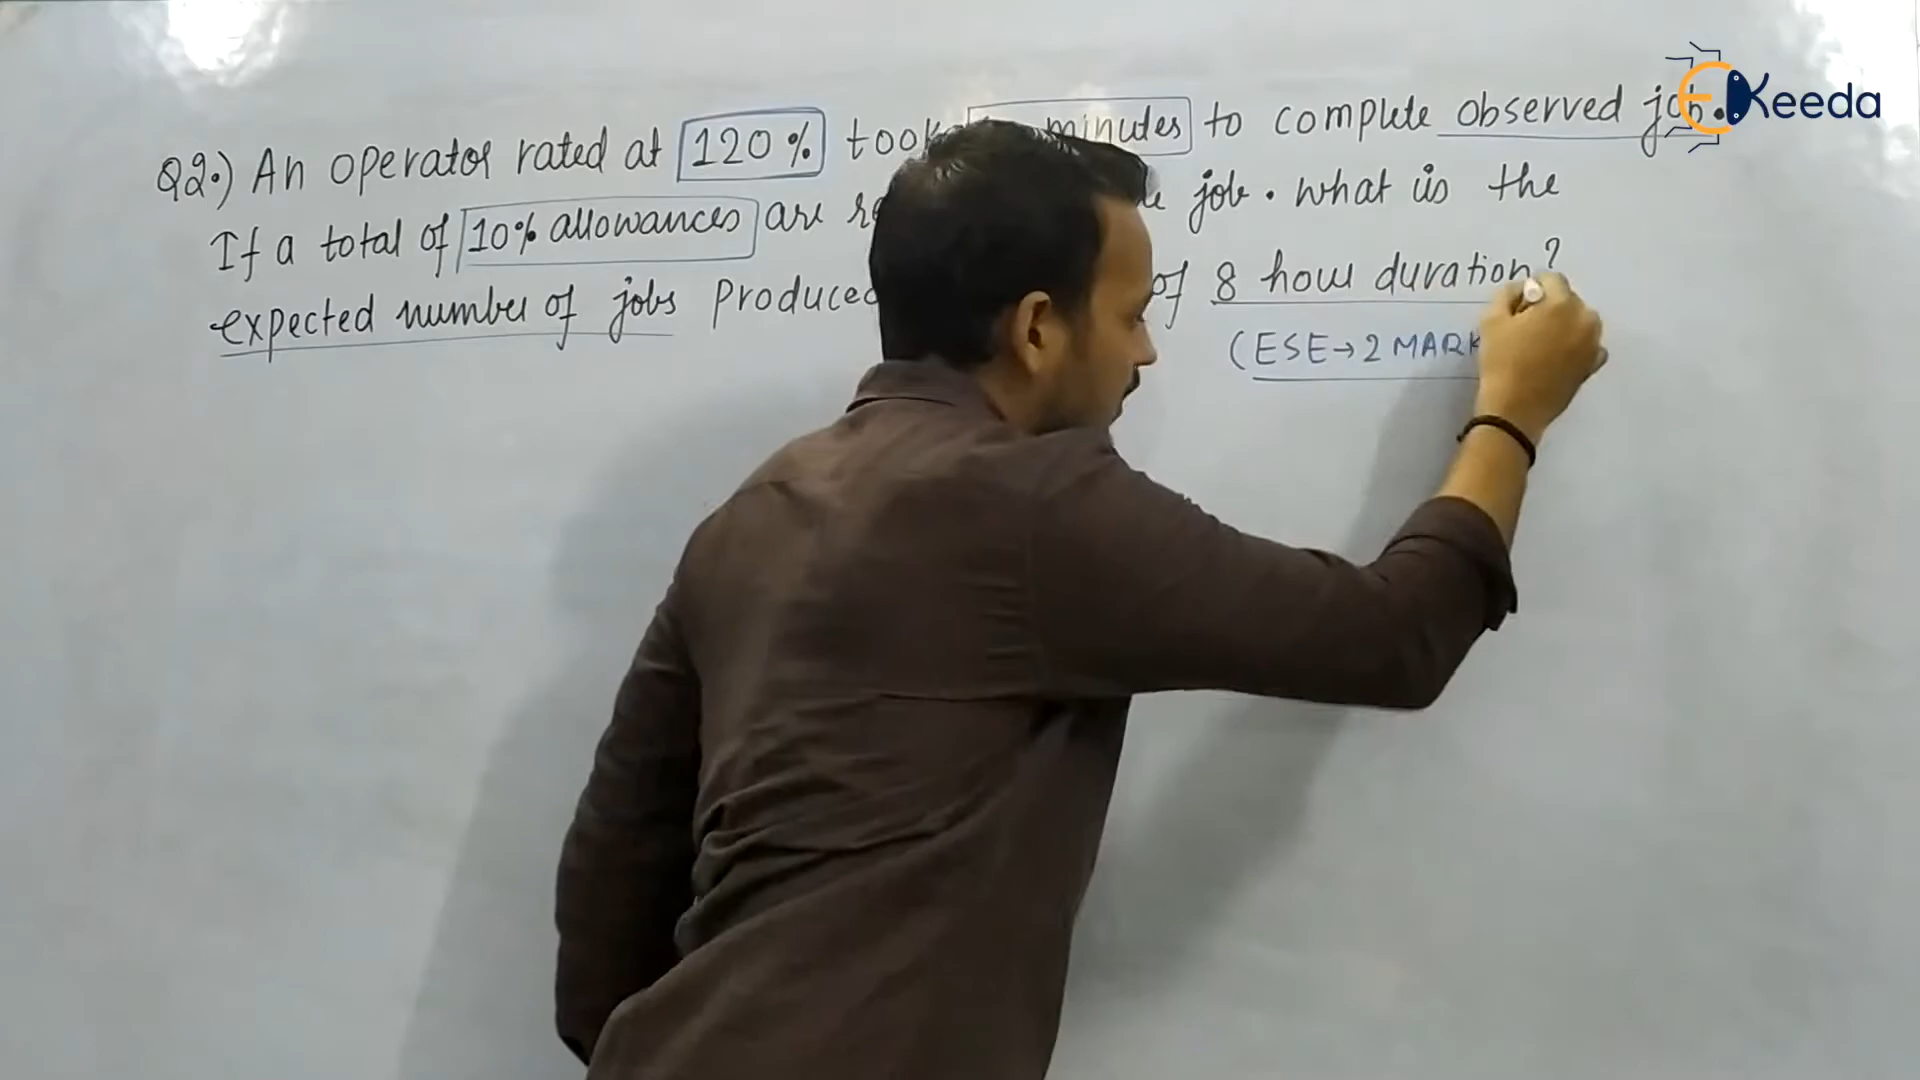 EKeeda
Q2.) An operator rated at 120% took minutes to complete observed job.
If a total of 10% allowances are job. what is the
expected number of jobs produced of 8 hour duration?
(ESE→2 MARK